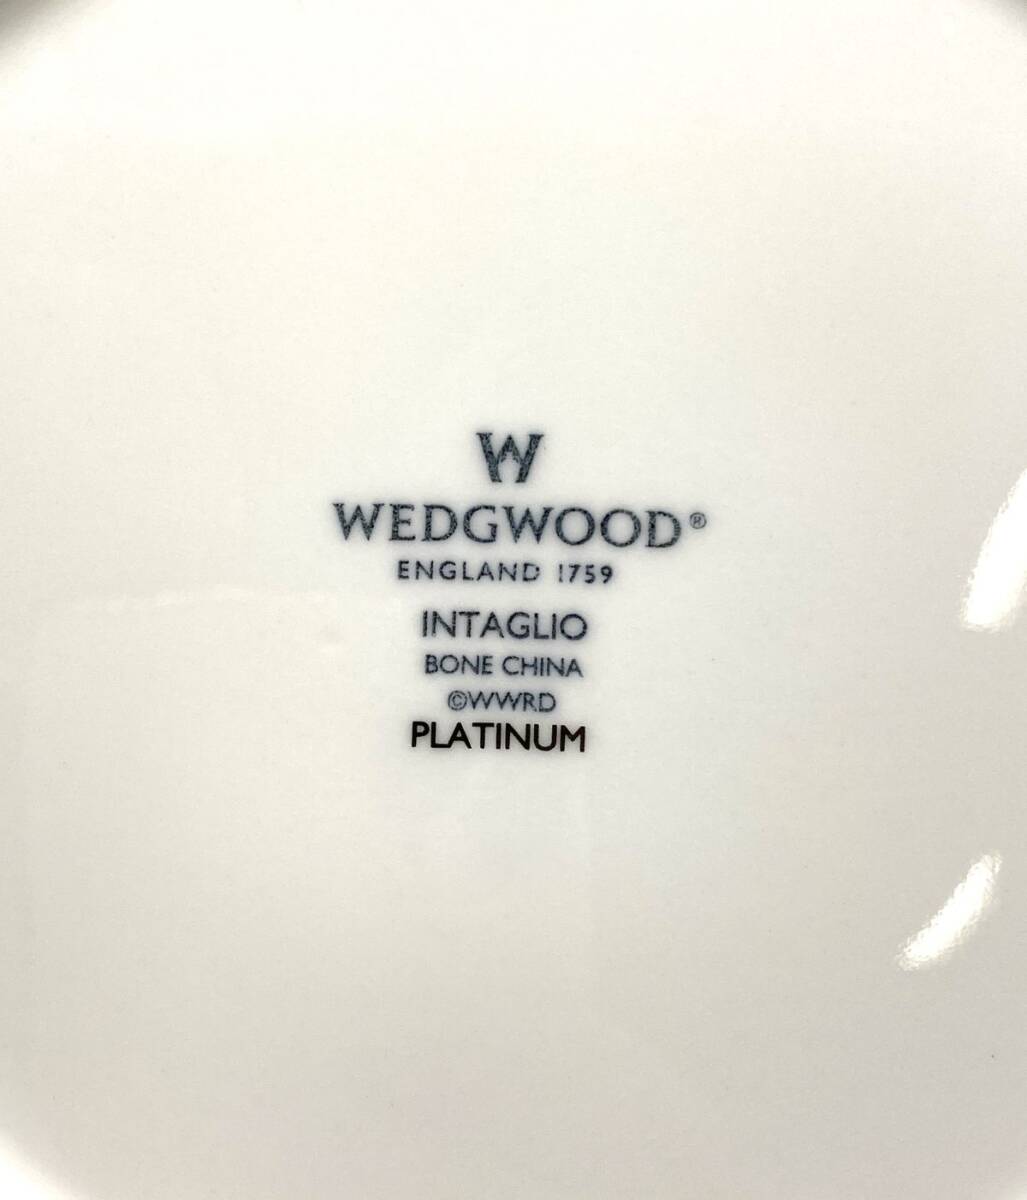 W
WEDGWOOD®
ENGLAND 1759
INTAGLIO
BONE CHINA
©WWRD
PLATINUM